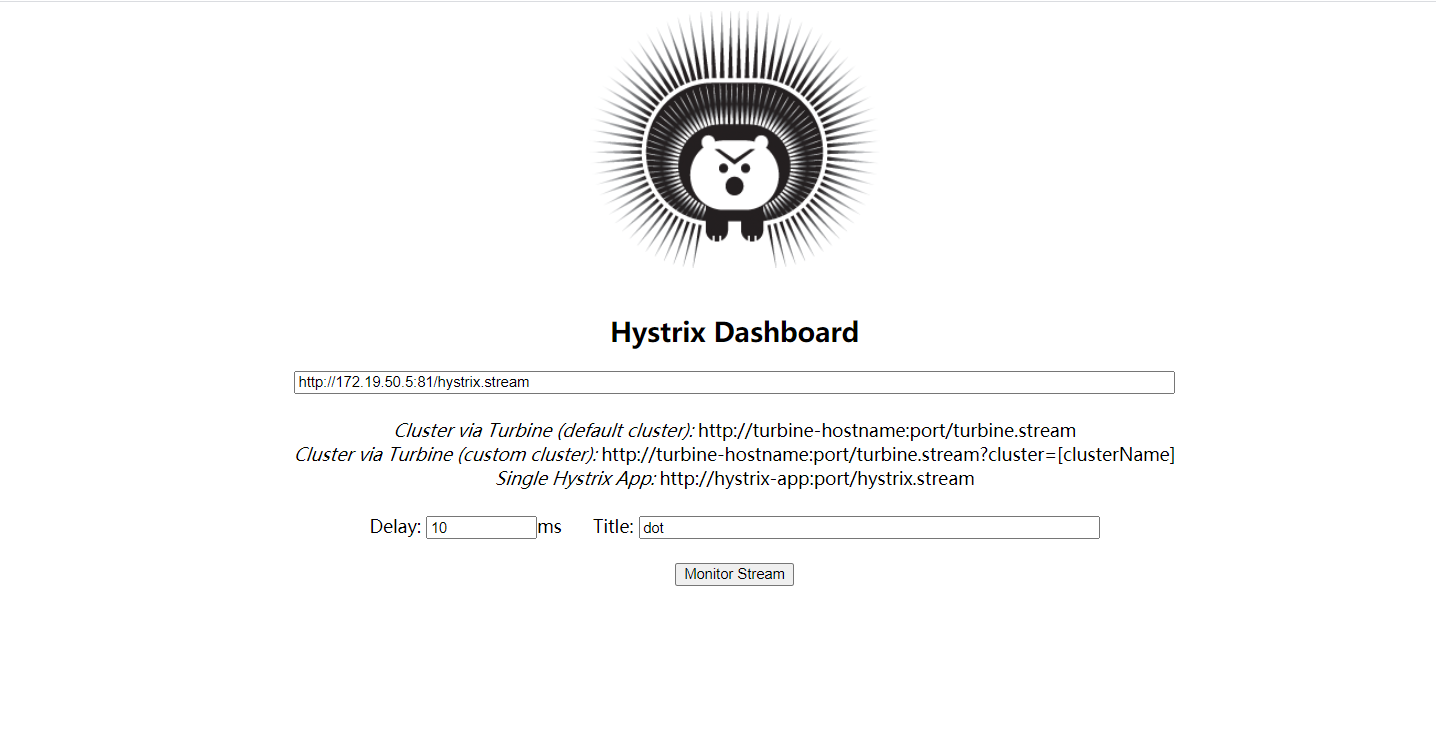 Hystrix Dashboard
http://172.19.50.5:81/hystrix.stream
Cluster via Turbine (default cluster): http://turbine-hostname:port/turbine.stream
Cluster via Turbine (custom cluster): http://turbine-hostname:port/turbine.stream?cluster=[clusterName]
Single Hystrix App: http://hystrix-app:port/hystrix.stream
Delay: 10 ms Title: dot
Monitor Stream